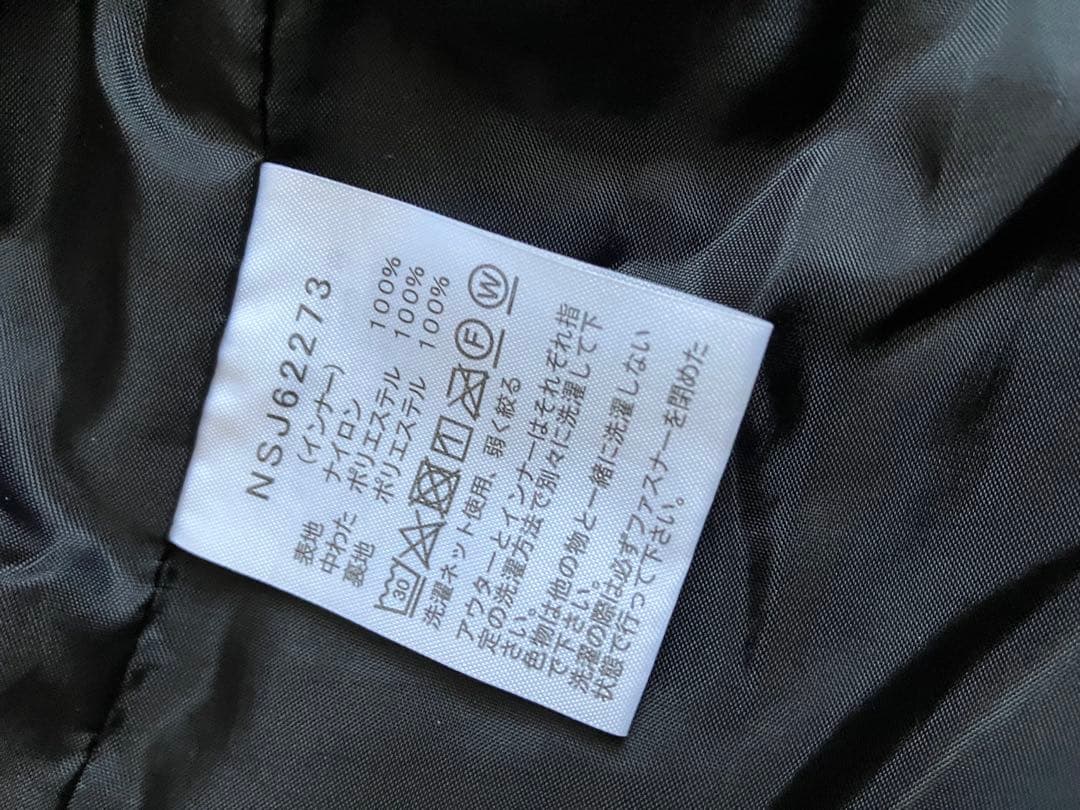 NSJ62273
(インナー)
表地 ナイロン 100%
中わた ポリエステル 100%
裏地 ポリエステル 100%
30 F W
洗濯ネット使用、弱く絞る
アウターとインナーはそれぞれ指
定の洗濯方法で別々に洗濯して下
さい。
色物は他の物と一緒に洗濯しない
で下さい。
洗濯の際は必ずファスナーを閉めた
状態で行って下さい。